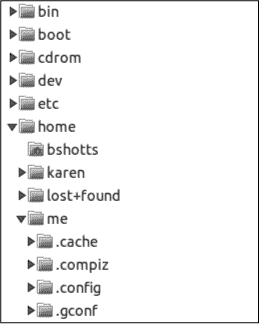 bin
boot
cdrom
dev
etc
home
bshotts
karen
lost+found
me
.cache
.compiz
.config
.gconf